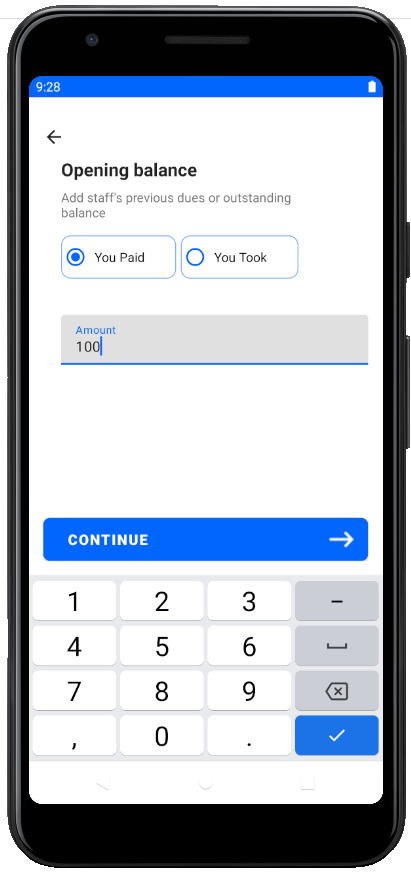 9:28
Opening balance
Add staff's previous dues or outstanding
balance
You Paid You Took
Amount
100
CONTINUE
1 2 3 –
4 5 6
7 8 9
, 0 .